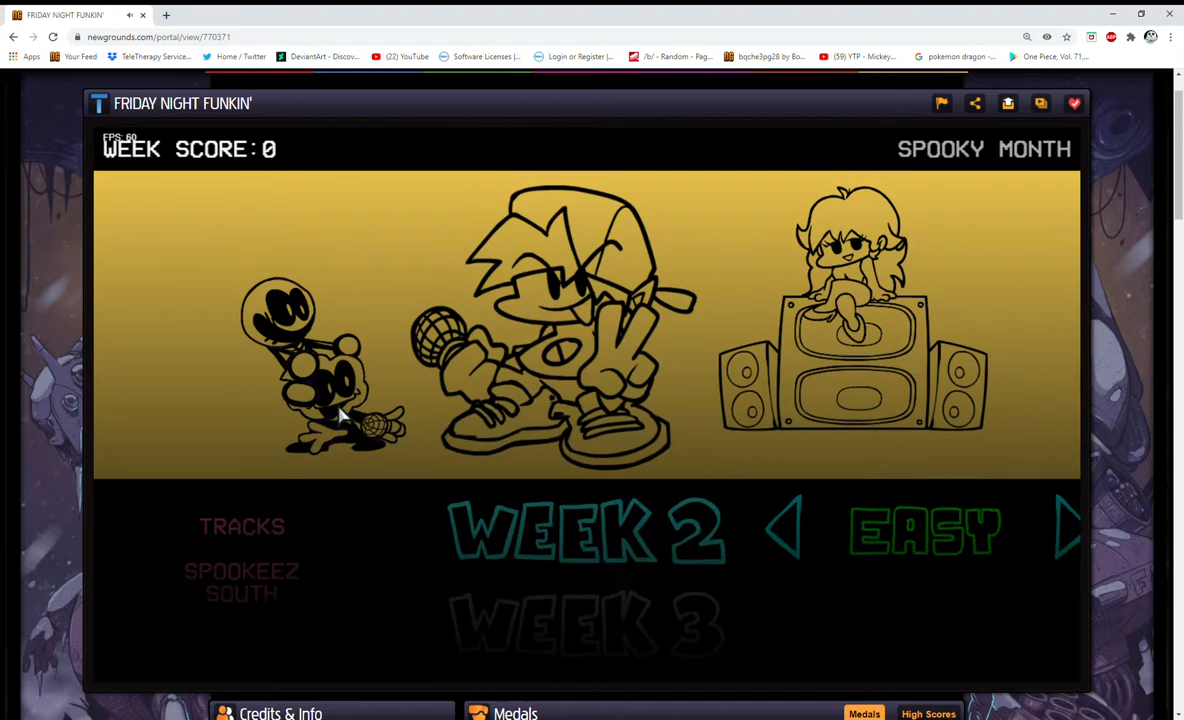 FRIDAY NIGHT FUNKIN'
newgrounds.com/portal/view/770371
Apps Your Feed TeleTherapy Service... Home / Twitter DeviantArt - Discov... (22) YouTube Software Licenses |... Login or Register |... /b/ - Random - Pag... bqche3pg28 by Bo... (59) YTP - Mickey... pokemon dragon -... One Piece, Vol. 71,...
FRIDAY NIGHT FUNKIN'
FPS: 60
WEEK SCORE:0
SPOOKY MONTH
TRACKS
SPOOKEEZ
SOUTH
WEEK 2
EASY
WEEK 3
Credits & Info
Medals
Medals
High Scores